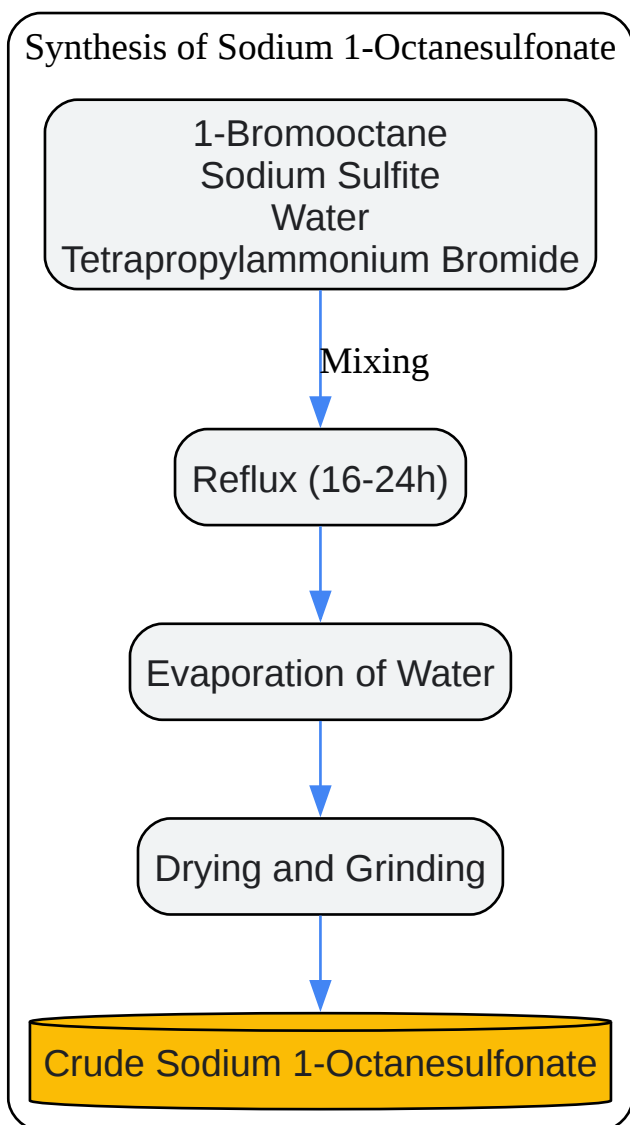 Synthesis of Sodium 1-Octanesulfonate
1-Bromooctane
Sodium Sulfite
Water
Tetrapropylammonium Bromide
Mixing
Reflux (16-24h)
Evaporation of Water
Drying and Grinding
Crude Sodium 1-Octanesulfonate